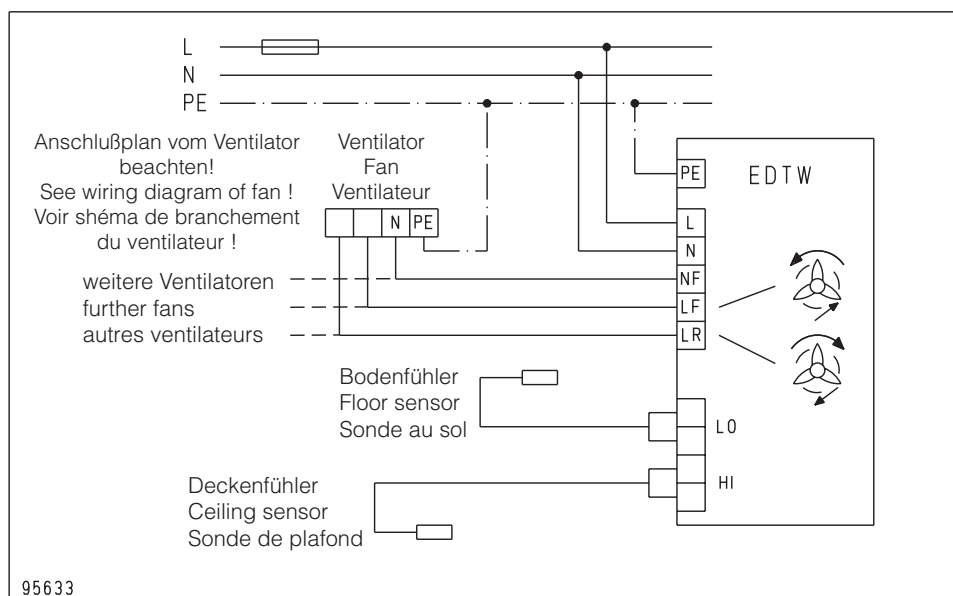 L
N
PE
Anschlußplan vom Ventilator
beachten!
See wiring diagram of fan !
Voir shéma de branchement
du ventilateur !
Ventilator
Fan
Ventilateur
N PE
weitere Ventilatoren
further fans
autres ventilateurs
EDTW
PE
L
N
NF
LF
LR
Bodenfühler
Floor sensor
Sonde au sol
LO
Deckenfühler
Ceiling sensor
Sonde de plafond
HI
95633